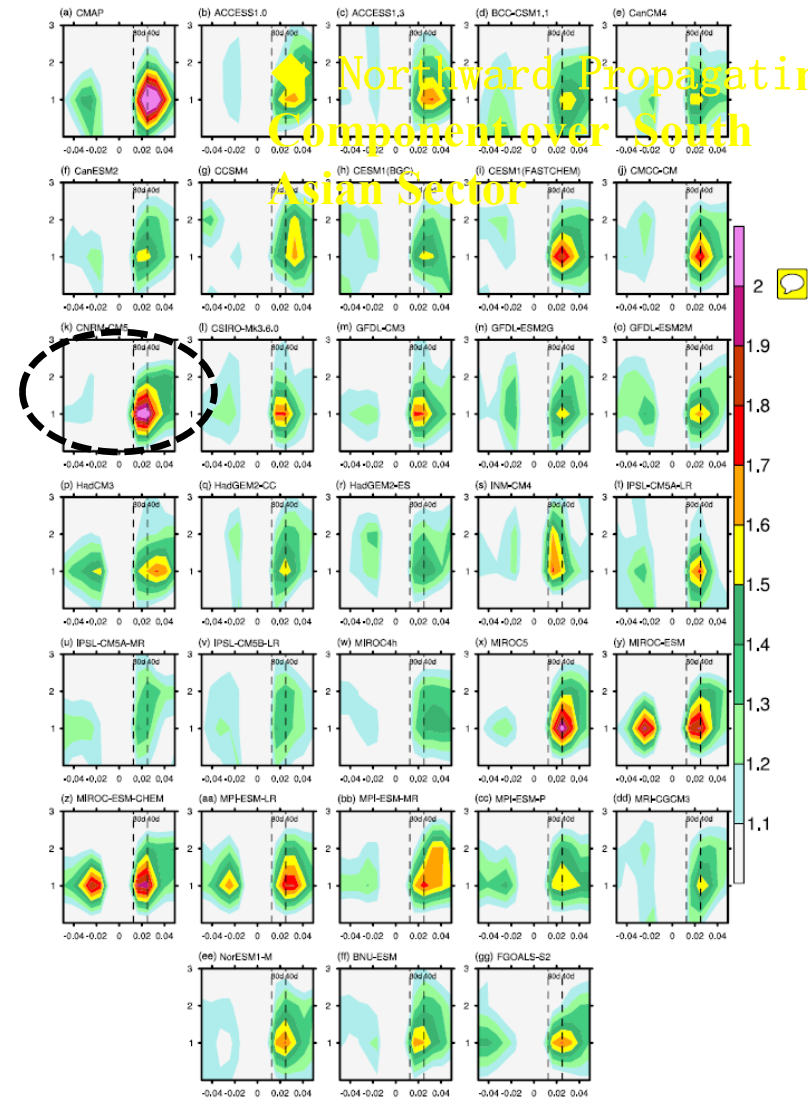 (a) CMAP
(b) ACCESS1.0
(c) ACCESS1.3
(d) BCC-CSM1.1
(e) CanCM4
◆ Northward Propagatin
Component over South
Asian Sector
(f) CanESM2
(g) CCSM4
(h) CESM1(BGC)
(i) CESM1(FASTCHEM)
(j) CMCC-CM
(k) CNRM-CM5
(l) CSIRO-Mk3.6.0
(m) GFDL-CM3
(n) GFDL-ESM2G
(o) GFDL-ESM2M
(p) HadCM3
(q) HadGEM2-CC
(r) HadGEM2-ES
(s) INM-CM4
(t) IPSL-CM5A-LR
(u) IPSL-CM5A-MR
(v) IPSL-CM5B-LR
(w) MIROC4h
(x) MIROC5
(y) MIROC-ESM
(z) MIROC-ESM-CHEM
(aa) MPI-ESM-LR
(bb) MPI-ESM-MR
(cc) MPI-ESM-P
(dd) MRI-CGCM3
(ee) NorESM1-M
(ff) BNU-ESM
(gg) FGOALS-S2
80d 40d
3
2
1
-0.04 -0.02 0 0.02 0.04
2
1.9
1.8
1.7
1.6
1.5
1.4
1.3
1.2
1.1